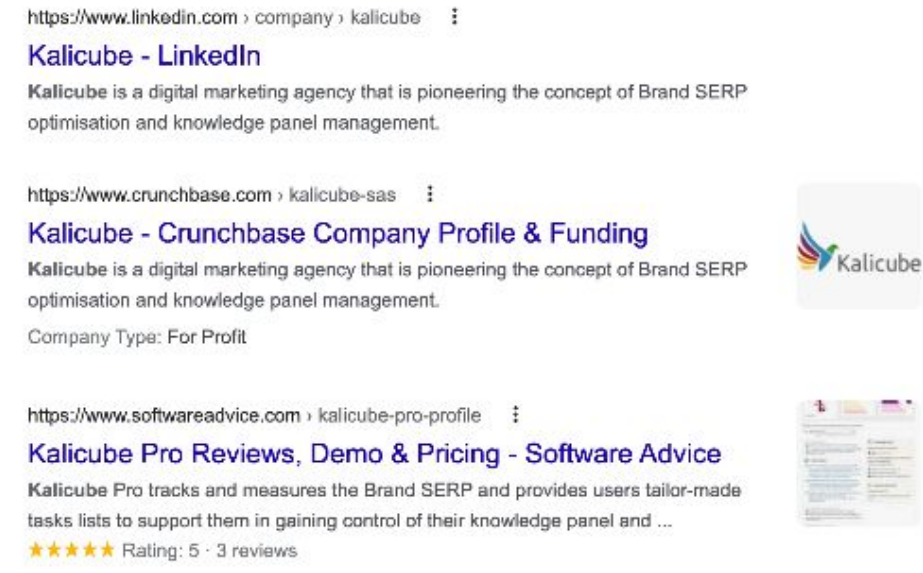 https://www.linkedin.com › company › kalicube
Kalicube - LinkedIn
Kalicube is a digital marketing agency that is pioneering the concept of Brand SERP
optimisation and knowledge panel management.
https://www.crunchbase.com › kalicube-sas
Kalicube - Crunchbase Company Profile & Funding
Kalicube is a digital marketing agency that is pioneering the concept of Brand SERP
optimisation and knowledge panel management.
Company Type: For Profit
Kalicube
https://www.softwareadvice.com › kalicube-pro-profile
Kalicube Pro Reviews, Demo & Pricing - Software Advice
Kalicube Pro tracks and measures the Brand SERP and provides users tailor-made
tasks lists to support them in gaining control of their knowledge panel and ...
★★★★★ Rating: 5 · 3 reviews